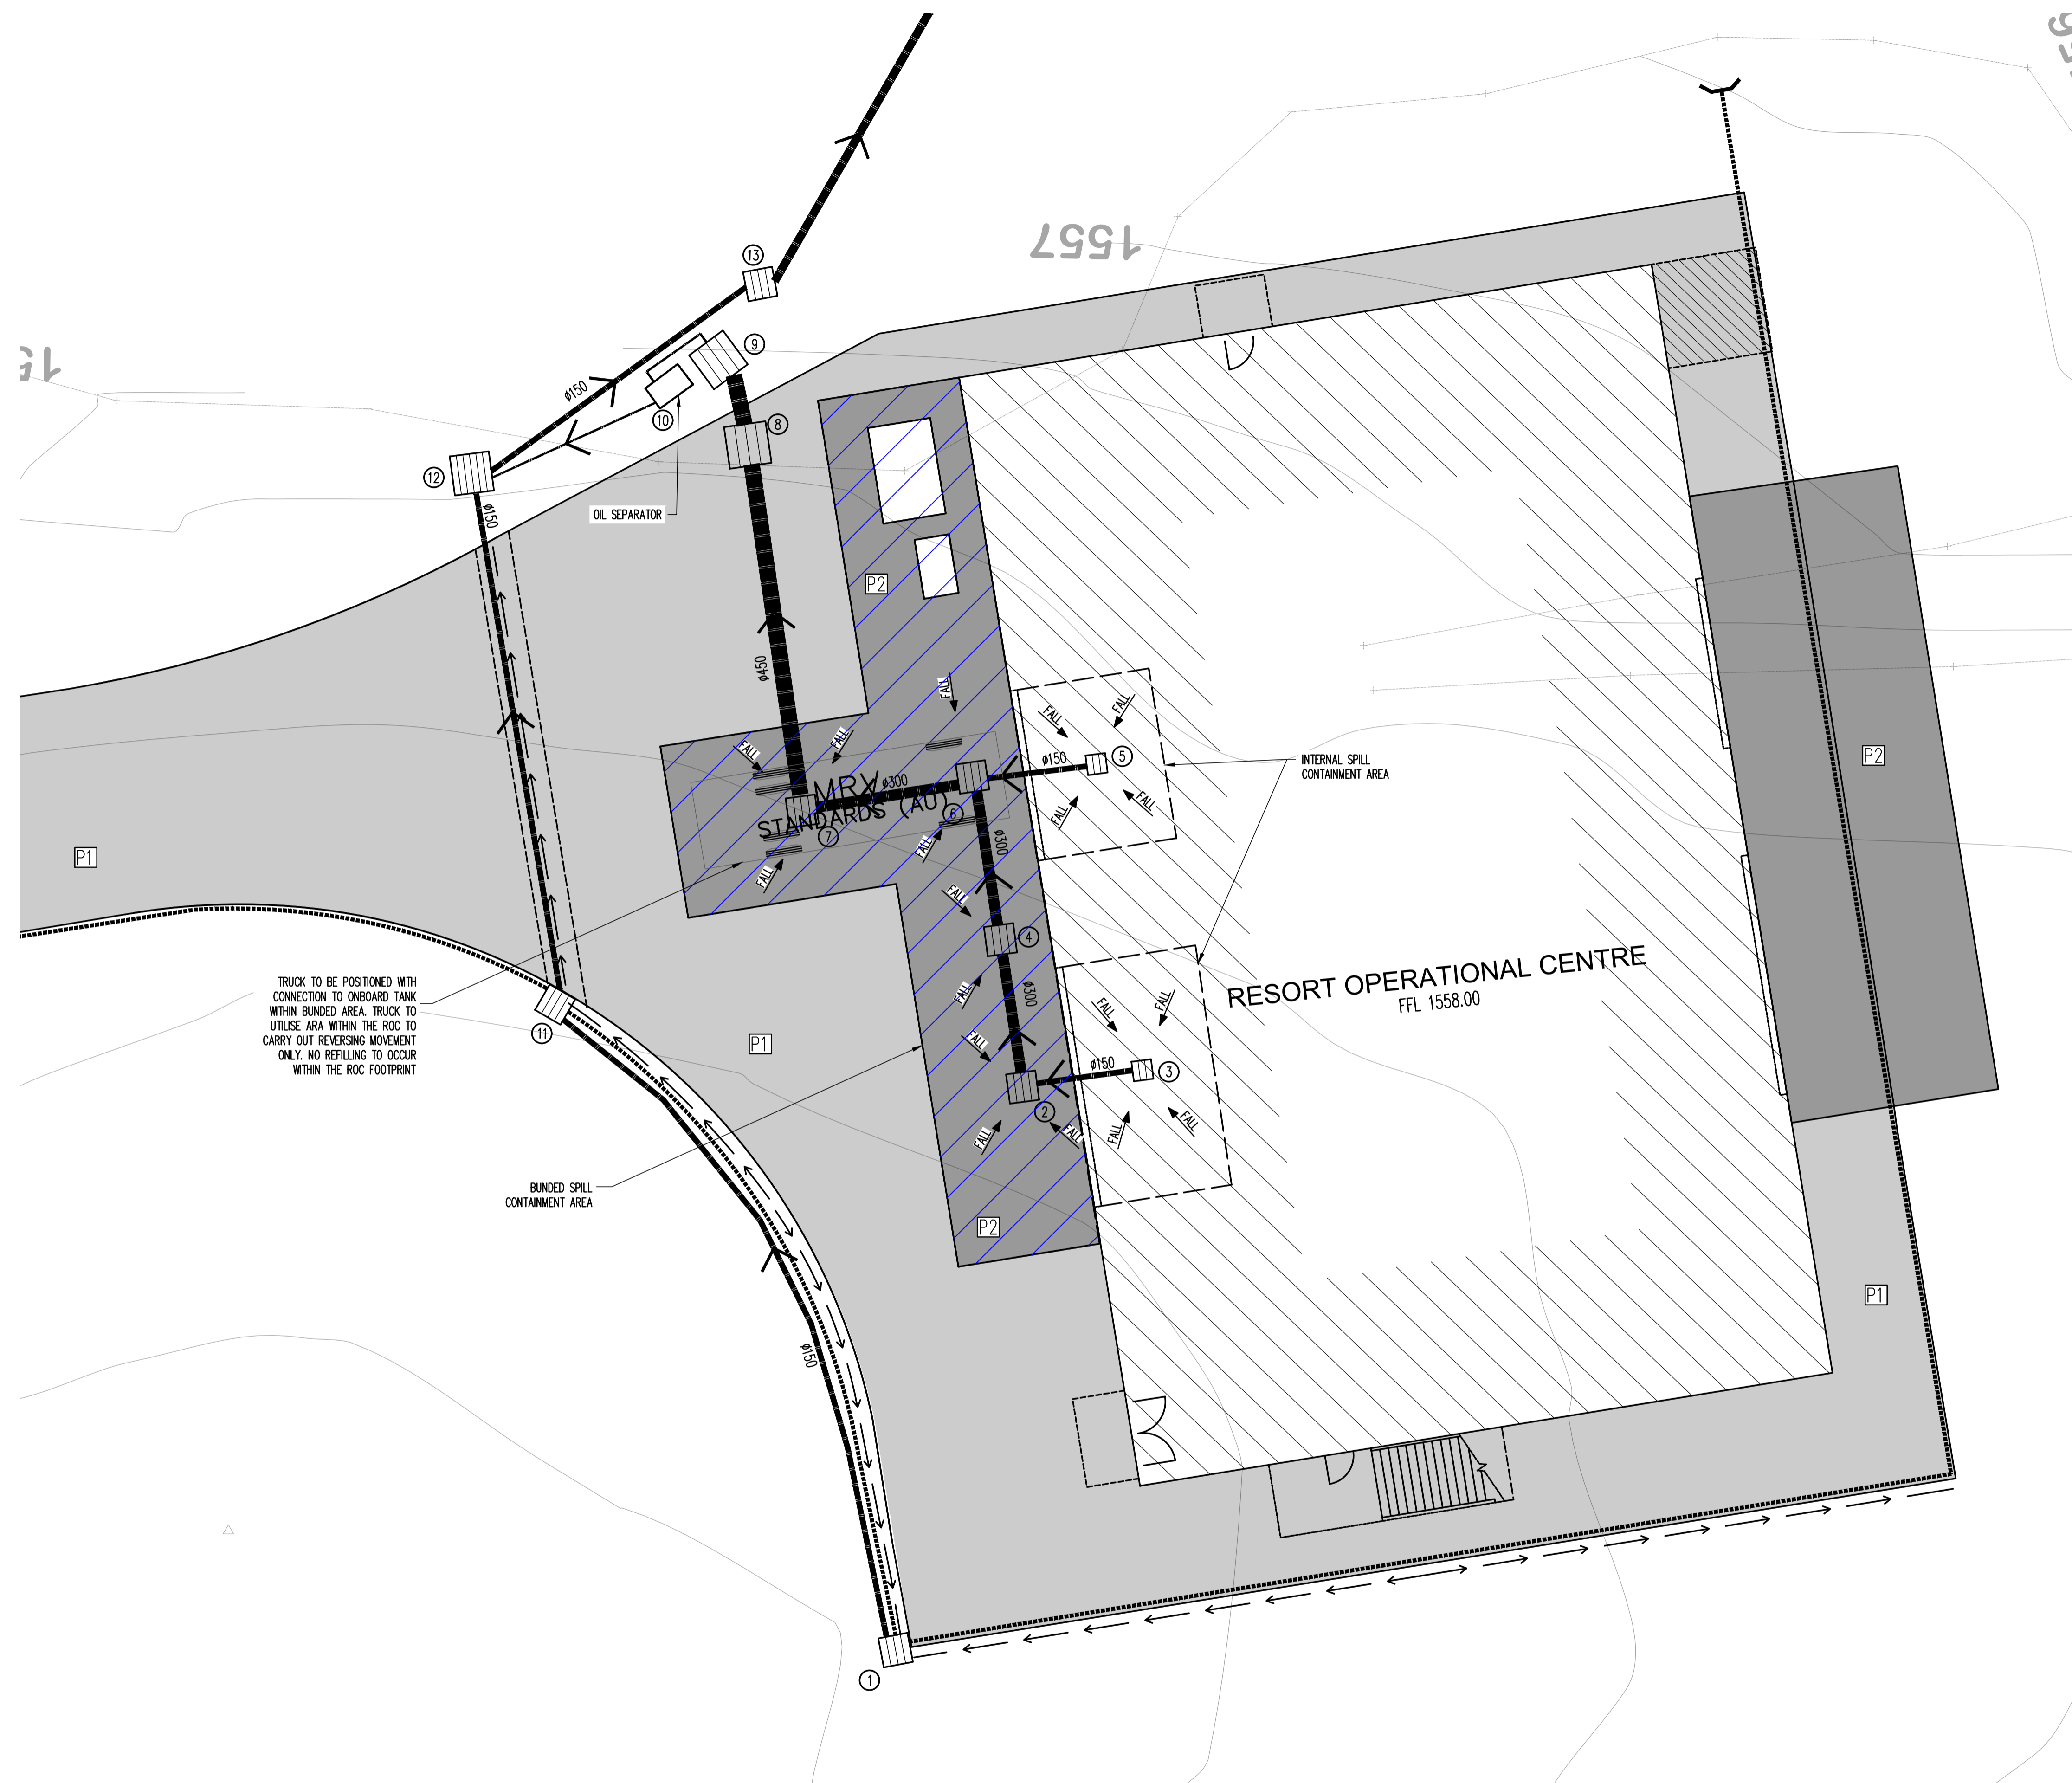 1557
13
9
ø150
10
8
12
ø150
OIL SEPARATOR
P2
ø450
FALL
FALL
FALL
FALL
FALL
MRX
STANDARDS (AU)
ø300
6
7
ø150
5
INTERNAL SPILL
CONTAINMENT AREA
FALL
FALL
FALL
FALL
ø300
P2
P1
FALL
4
RESORT OPERATIONAL CENTRE
FFL 1558.00
TRUCK TO BE POSITIONED WITH
CONNECTION TO ONBOARD TANK
WITHIN BUNDED AREA. TRUCK TO
UTILISE ARA WITHIN THE ROC TO
CARRY OUT REVERSING MOVEMENT
ONLY. NO REFILLING TO OCCUR
WITHIN THE ROC FOOTPRINT
11
P1
FALL
ø300
FALL
FALL
FALL
ø150
3
2
FALL
FALL
FALL
FALL
BUNDED SPILL
CONTAINMENT AREA
P2
P1
ø150
1